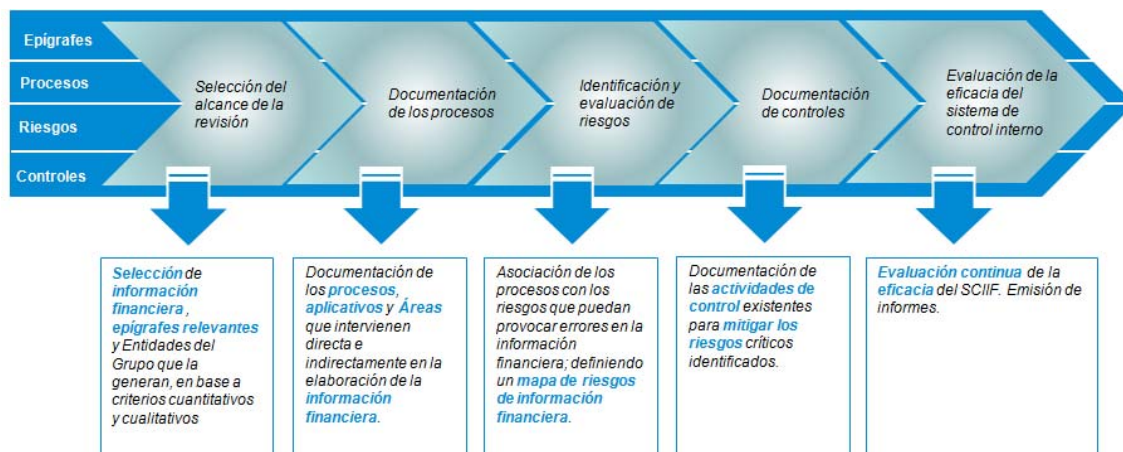 Epígrafes
Procesos
Riesgos
Controles
Selección del
alcance de la
revisión
Documentación
de los procesos
Identificación y
evaluación de
riesgos
Documentación
de controles
Evaluación de la
eficacia del
sistema de
control interno
Selección de
información
financiera ,
epígrafes relevantes
y Entidades del
Grupo que la
generan, en base a
criterios cuantitativos
y cualitativos
Documentación de
los procesos,
aplicativos y Áreas
que intervienen
directa e
indirectamente en la
elaboración de la
información
financiera.
Asociación de los
procesos con los
riesgos que puedan
provocar errores en la
información
financiera; definiendo
un mapa de riesgos
de información
financiera.
Documentación de
las actividades de
control existentes
para mitigar los
riesgos críticos
identificados.
Evaluación continua de la
eficacia del SCIIF. Emisión de
informes.